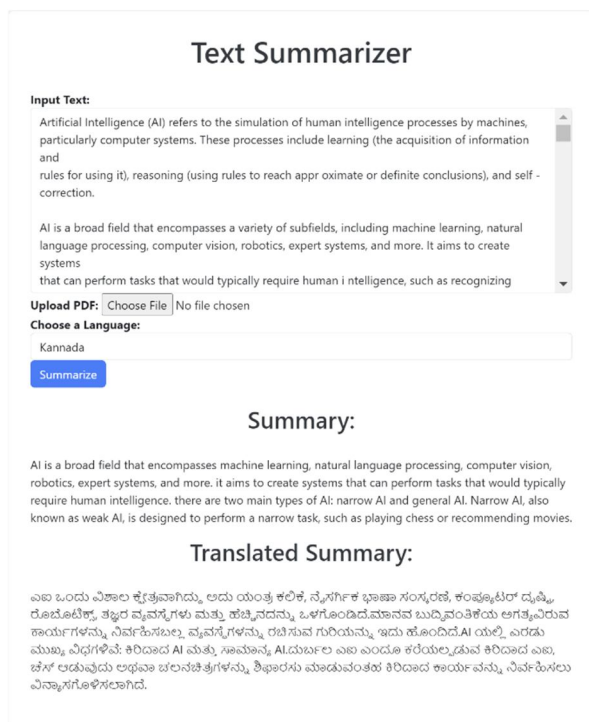 Text Summarizer
Input Text:
Artificial Intelligence (AI) refers to the simulation of human intelligence processes by machines,
particularly computer systems. These processes include learning (the acquisition of information
and
rules for using it), reasoning (using rules to reach appr oximate or definite conclusions), and self -
correction.
AI is a broad field that encompasses a variety of subfields, including machine learning, natural
language processing, computer vision, robotics, expert systems, and more. It aims to create
systems
that can perform tasks that would typically require human i ntelligence, such as recognizing
Upload PDF: Choose File No file chosen
Choose a Language:
Kannada
Summarize
Summary:
AI is a broad field that encompasses machine learning, natural language processing, computer vision,
robotics, expert systems, and more. it aims to create systems that can perform tasks that would typically
require human intelligence. there are two main types of AI: narrow AI and general AI. Narrow AI, also
known as weak AI, is designed to perform a narrow task, such as playing chess or recommending movies.
Translated Summary:
ಎಐ ಒಂದು ವಿಶಾಲ ಕ್ಷೇತ್ರವಾಗಿದ್ದು, ಅದು ಯಂತ್ರ ಕಲಿಕೆ, ನೈಸರ್ಗಿಕ ಭಾಷಾ ಸಂಸ್ಕರಣೆ, ಕಂಪ್ಯೂಟರ್ ದೃಷ್ಟಿ,
ರೊಬೊಟಿಕ್ಸ್, ತಜ್ಞರ ವ್ಯವಸ್ಥೆಗಳು ಮತ್ತು ಹೆಚ್ಚಿನದನ್ನು ಒಳಗೊಂಡಿದೆ.ಮಾನವ ಬುದ್ಧಿವಂತಿಕೆಯ ಅಗತ್ಯವಿರುವ
ಕಾರ್ಯಗಳನ್ನು ನಿರ್ವಹಿಸಬಲ್ಲ ವ್ಯವಸ್ಥೆಗಳನ್ನು ರಚಿಸುವ ಗುರಿಯನ್ನು ಇದು ಹೊಂದಿದೆ.AI ಯಲ್ಲಿ ಎರಡು
ಮುಖ್ಯ ವಿಧಗಳಿವೆ: ಕಿರಿದಾದ AI ಮತ್ತು ಸಾಮಾನ್ಯ AI.ದುರ್ಬಲ ಎಐ ಎಂದೂ ಕರೆಯಲ್ಪಡುವ ಕಿರಿದಾದ ಎಐ,
ಚೆಸ್ ಆಡುವುದು ಅಥವಾ ಚಲನಚಿತ್ರಗಳನ್ನು ಶಿಫಾರಸು ಮಾಡುವಂತಹ ಕಿರಿದಾದ ಕಾರ್ಯವನ್ನು ನಿರ್ವಹಿಸಲು
ವಿನ್ಯಾಸಗೊಳಿಸಲಾಗಿದೆ.